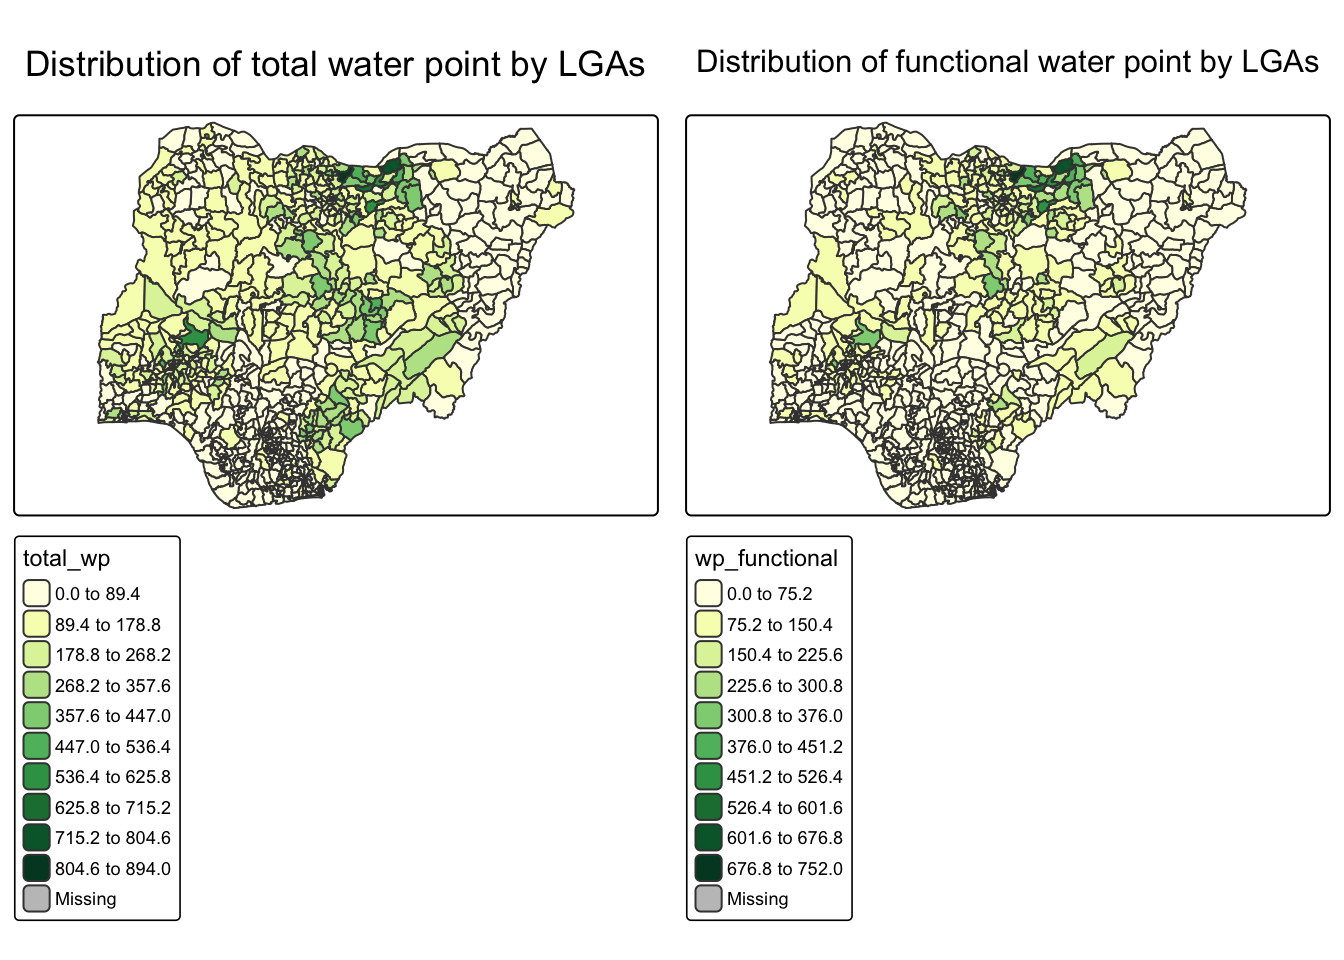 Distribution of total water point by LGAs
total_wp
0.0 to 89.4
89.4 to 178.8
178.8 to 268.2
268.2 to 357.6
357.6 to 447.0
447.0 to 536.4
536.4 to 625.8
625.8 to 715.2
715.2 to 804.6
804.6 to 894.0
Missing
Distribution of functional water point by LGAs
wp_functional
0.0 to 75.2
75.2 to 150.4
150.4 to 225.6
225.6 to 300.8
300.8 to 376.0
376.0 to 451.2
451.2 to 526.4
526.4 to 601.6
601.6 to 676.8
676.8 to 752.0
Missing